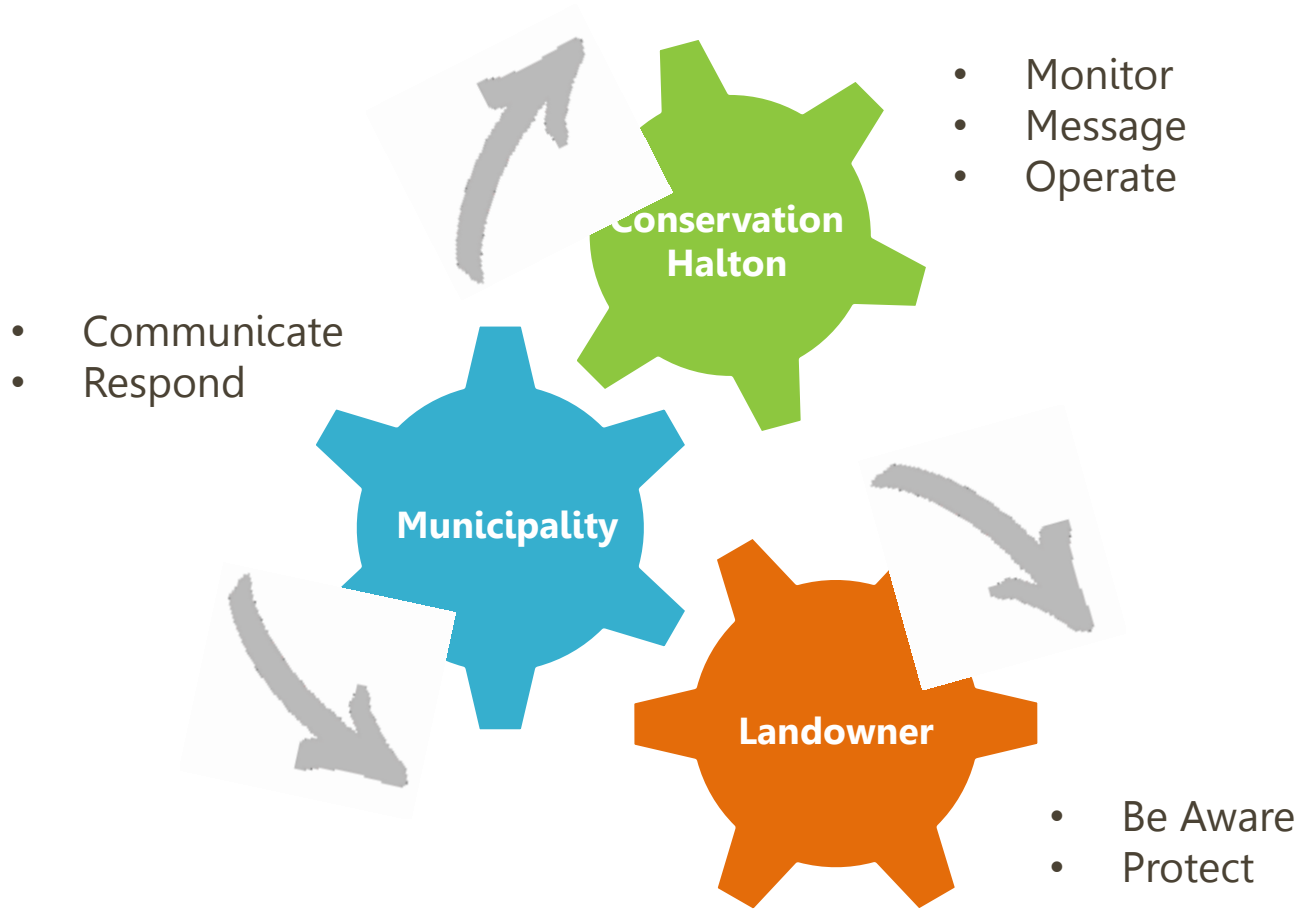 • Monitor
• Message
• Operate
Conservation
Halton
• Communicate
• Respond
Municipality
Landowner
• Be Aware
• Protect